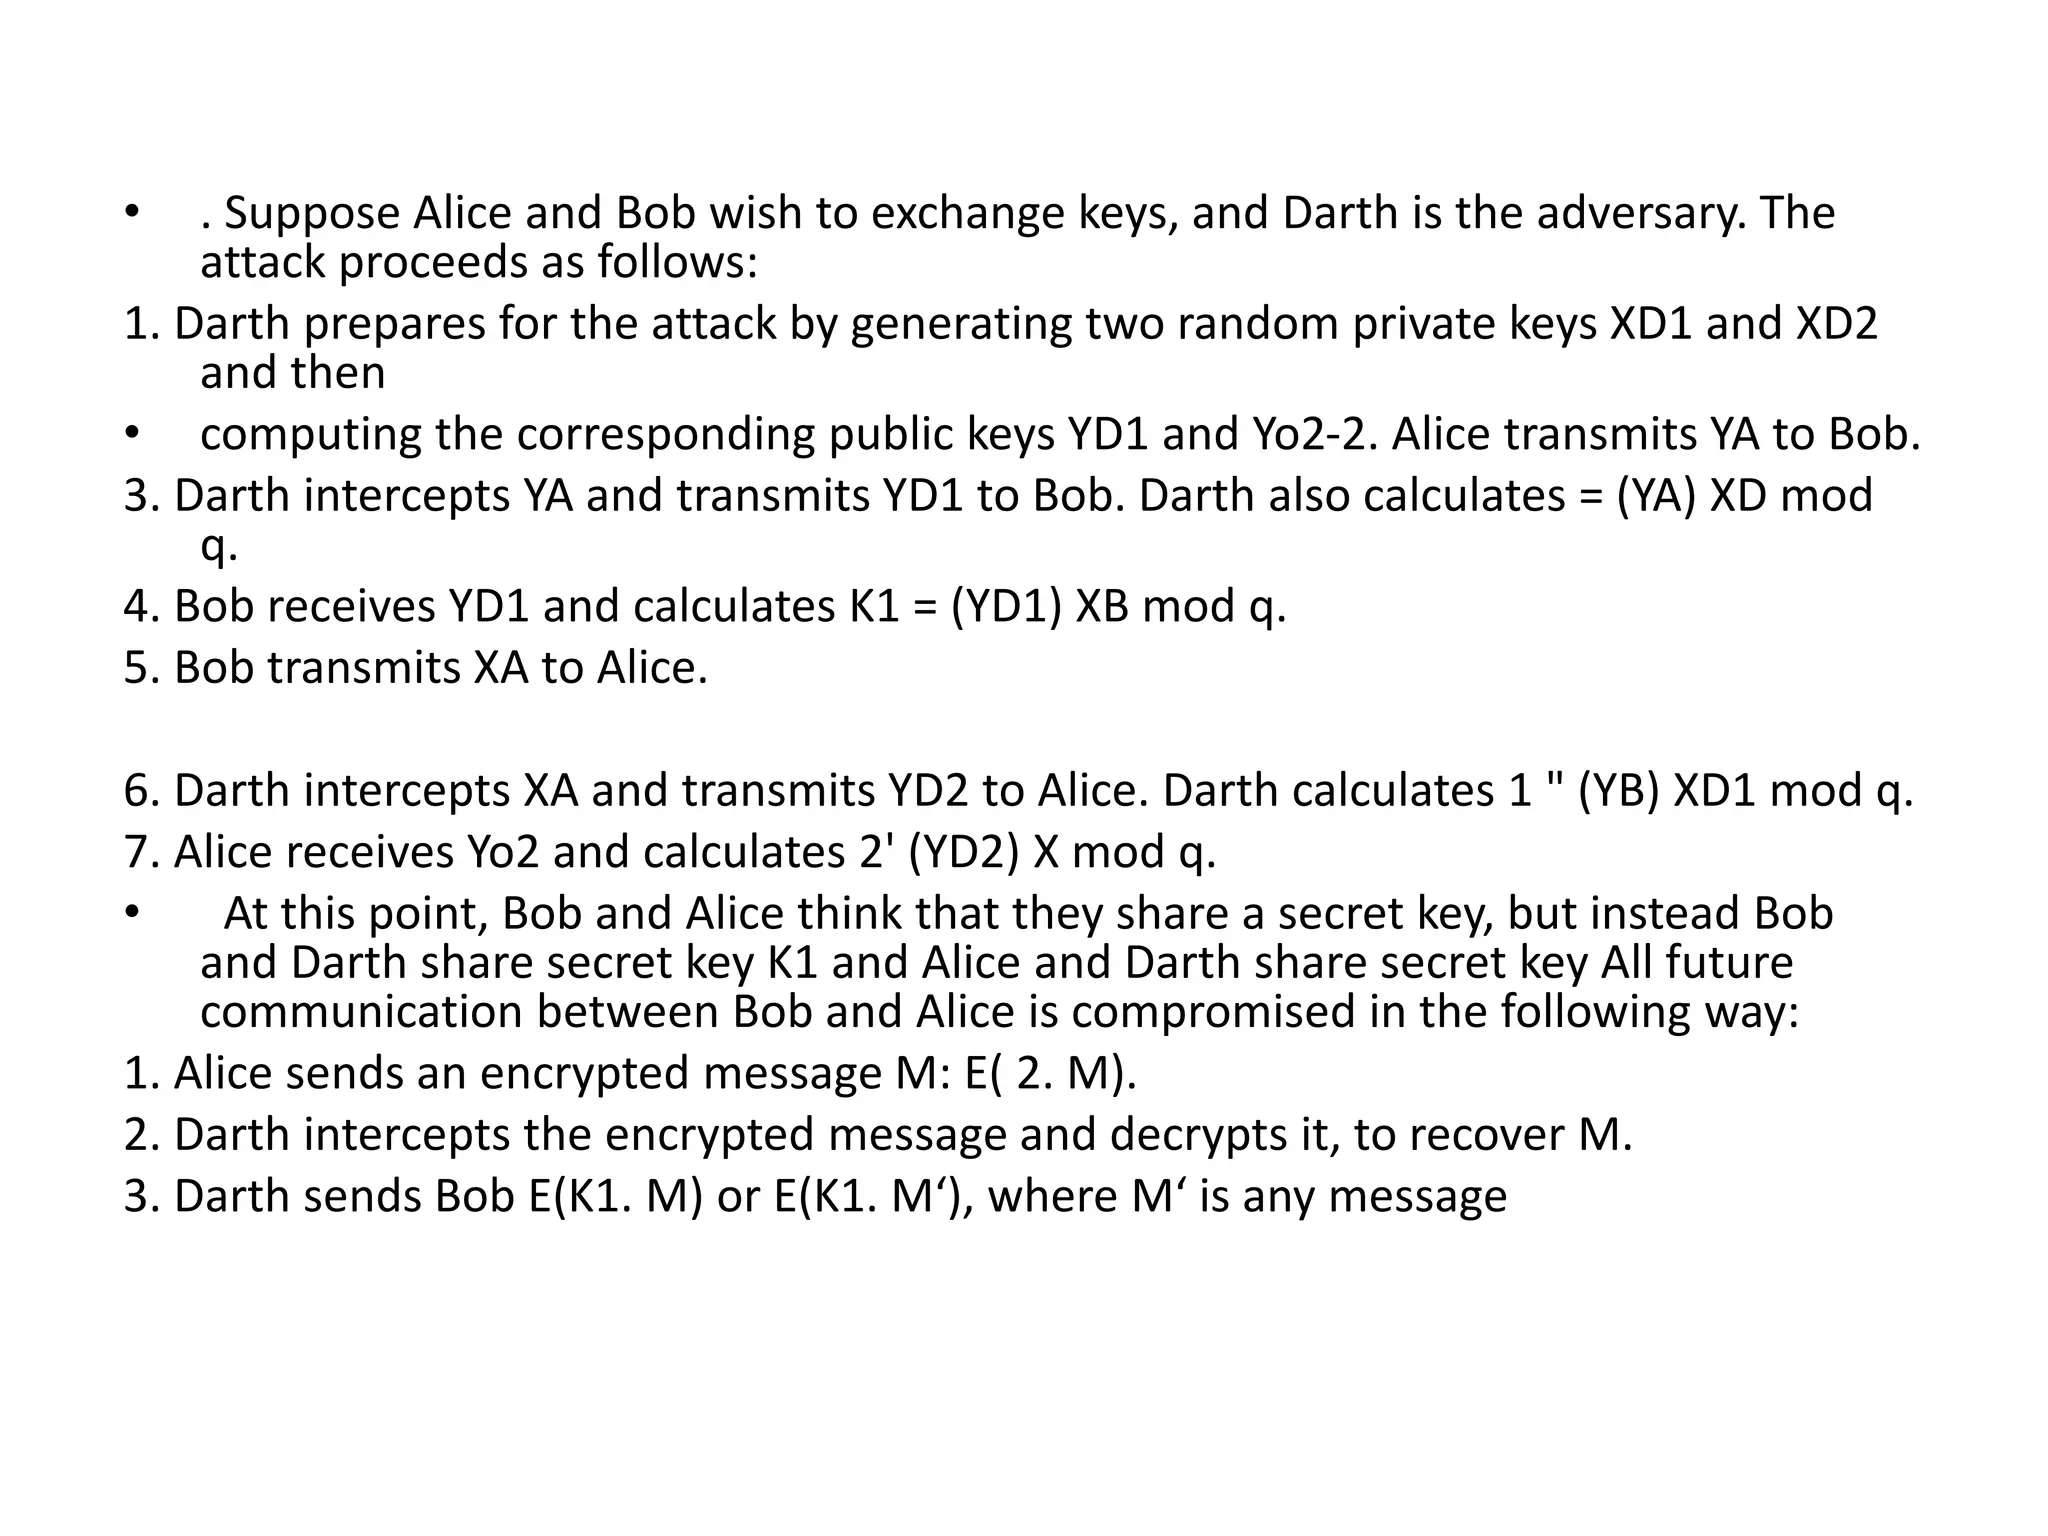 • . Suppose Alice and Bob wish to exchange keys, and Darth is the adversary. The
attack proceeds as follows:
1. Darth prepares for the attack by generating two random private keys XD1 and XD2
and then
• computing the corresponding public keys YD1 and Yo2-2. Alice transmits YA to Bob.
3. Darth intercepts YA and transmits YD1 to Bob. Darth also calculates = (YA) XD mod
q.
4. Bob receives YD1 and calculates K1 = (YD1) XB mod q.
5. Bob transmits XA to Alice.
6. Darth intercepts XA and transmits YD2 to Alice. Darth calculates 1 " (YB) XD1 mod q.
7. Alice receives Yo2 and calculates 2' (YD2) X mod q.
• At this point, Bob and Alice think that they share a secret key, but instead Bob
and Darth share secret key K1 and Alice and Darth share secret key All future
communication between Bob and Alice is compromised in the following way:
1. Alice sends an encrypted message M: E( 2. M).
2. Darth intercepts the encrypted message and decrypts it, to recover M.
3. Darth sends Bob E(K1. M) or E(K1. M‘), where M‘ is any message